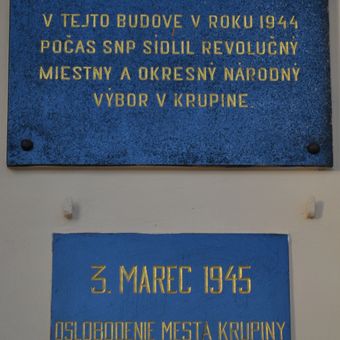 V TEJTO BUDOVE V ROKU 1944
POČAS SNP SÍDLIL REVOLUČNÝ
MIESTNY A OKRESNÝ NÁRODNÝ
VÝBOR V KRUPINE.
3. MAREC 1945
OSLOBODENIE MESTA KRUPINY